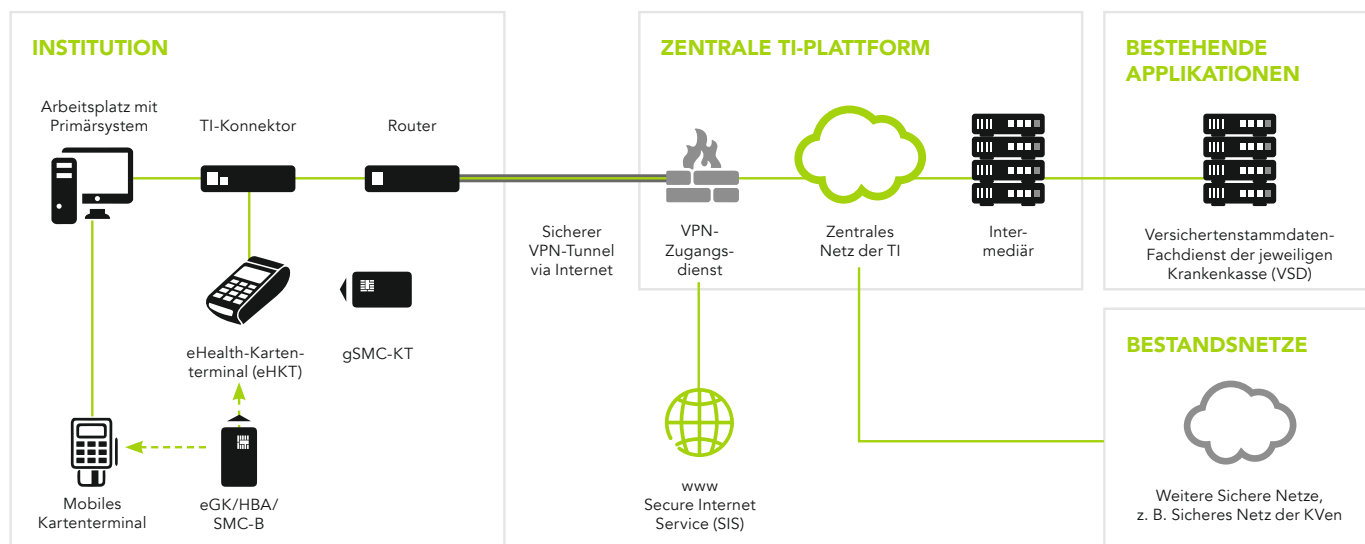 INSTITUTION
Arbeitsplatz mit
Primärsystem
TI-Konnektor
Router
eHealth-Karten-
terminal (eHKT)
gSMC-KT
Mobiles
Kartenterminal
eGK/HBA/
SMC-B
Sicherer
VPN-Tunnel
via Internet
ZENTRALE TI-PLATTFORM
VPN-
Zugangs-
dienst
Zentrales
Netz der TI
Inter-
mediär
www
Secure Internet
Service (SIS)
BESTEHENDE
APPLIKATIONEN
Versichertenstammdaten-
Fachdienst der jeweiligen
Krankenkasse (VSD)
BESTANDSNETZE
Weitere Sichere Netze,
z. B. Sicheres Netz der KVen